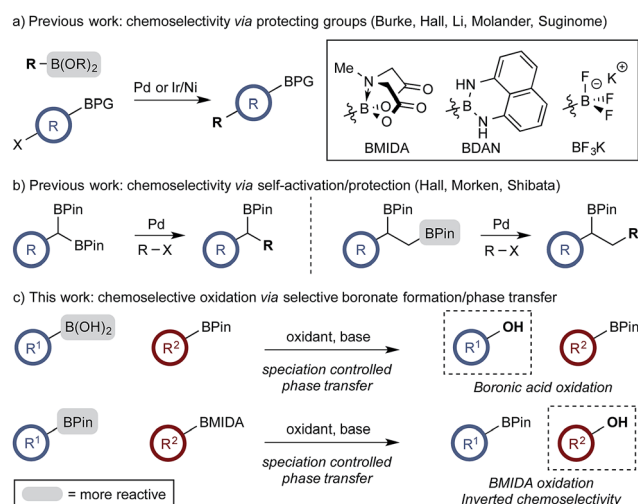 a) Previous work: chemoselectivity via protecting groups (Burke, Hall, Li, Molander, Suginome)
R B(OR)2
BPG
X
R
Pd or Ir/Ni
BPG
R
R
Me
N
O
O
B
O
O
BMIDA
HN
B
N
H
BDAN
F ⊖ K⊕
B F
F
BF3K
b) Previous work: chemoselectivity via self-activation/protection (Hall, Morken, Shibata)
BPin
R
BPin
Pd
R–X
BPin
R
R
BPin
R
BPin
Pd
R–X
BPin
R
R
c) This work: chemoselective oxidation via selective boronate formation/phase transfer
B(OH)2
R1
BPin
R2
oxidant, base
speciation controlled
phase transfer
OH
R1
BPin
R2
Boronic acid oxidation
BPin
R1
BMIDA
R2
oxidant, base
speciation controlled
phase transfer
BPin
R1
OH
R2
BMIDA oxidation
Inverted chemoselectivity
= more reactive